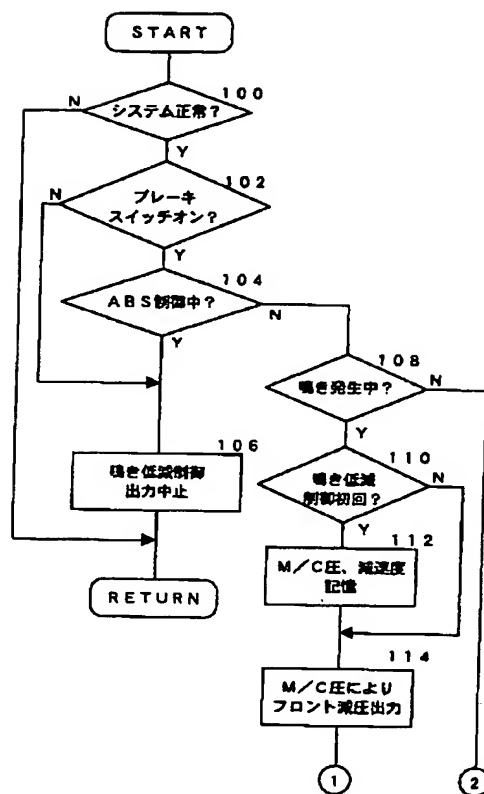 START
100
システム正常？
N
Y
102
ブレーキ
スイッチオン？
N
Y
104
ABS制御中？
N
Y
108
鳴き発生中？
N
Y
106
鳴き低減制御
出力中止
110
鳴き低減
制御初回？
N
Y
112
M／C圧、減速度
記憶
RETURN
114
M／C圧により
フロント減圧出力
1
2